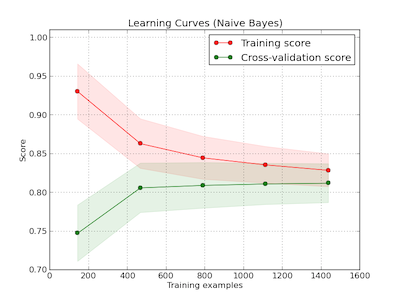 Learning Curves (Naive Bayes)
1.00
Training score
Cross-validation score
0.95
0.90
0.85
0.80
0.75
0.70
Score
0 200 400 600 800 1000 1200 1400 1600
Training examples